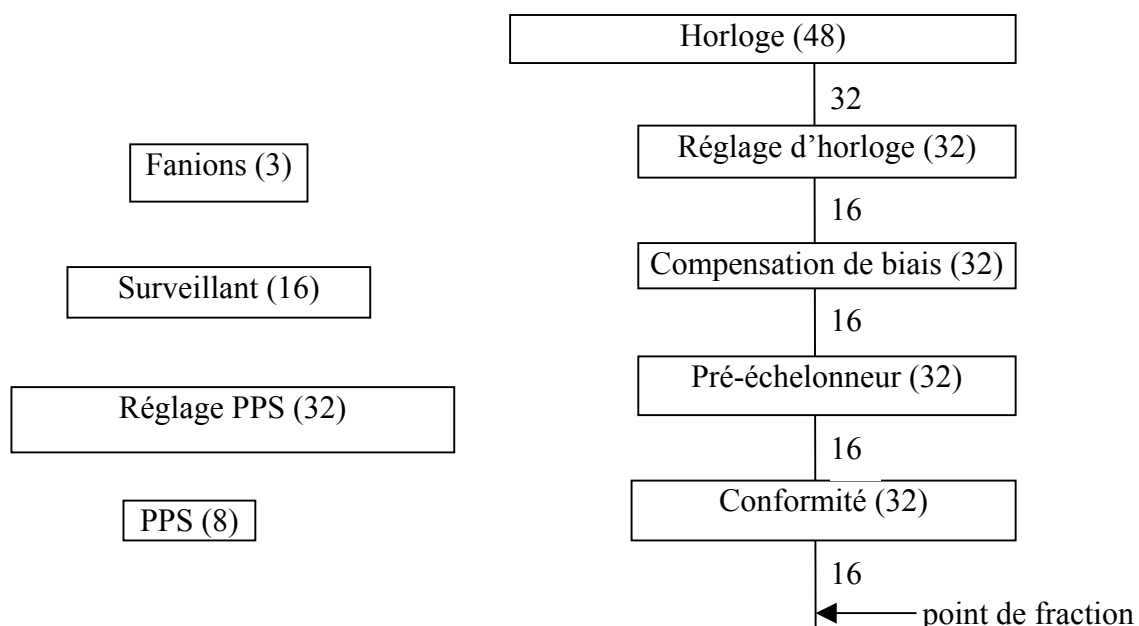 Horloge (48)
32
Fanions (3)
Réglage d’horloge (32)
16
Surveillant (16)
Compensation de biais (32)
16
Réglage PPS (32)
Pré-échelonneur (32)
16
PPS (8)
Conformité (32)
16
point de fraction